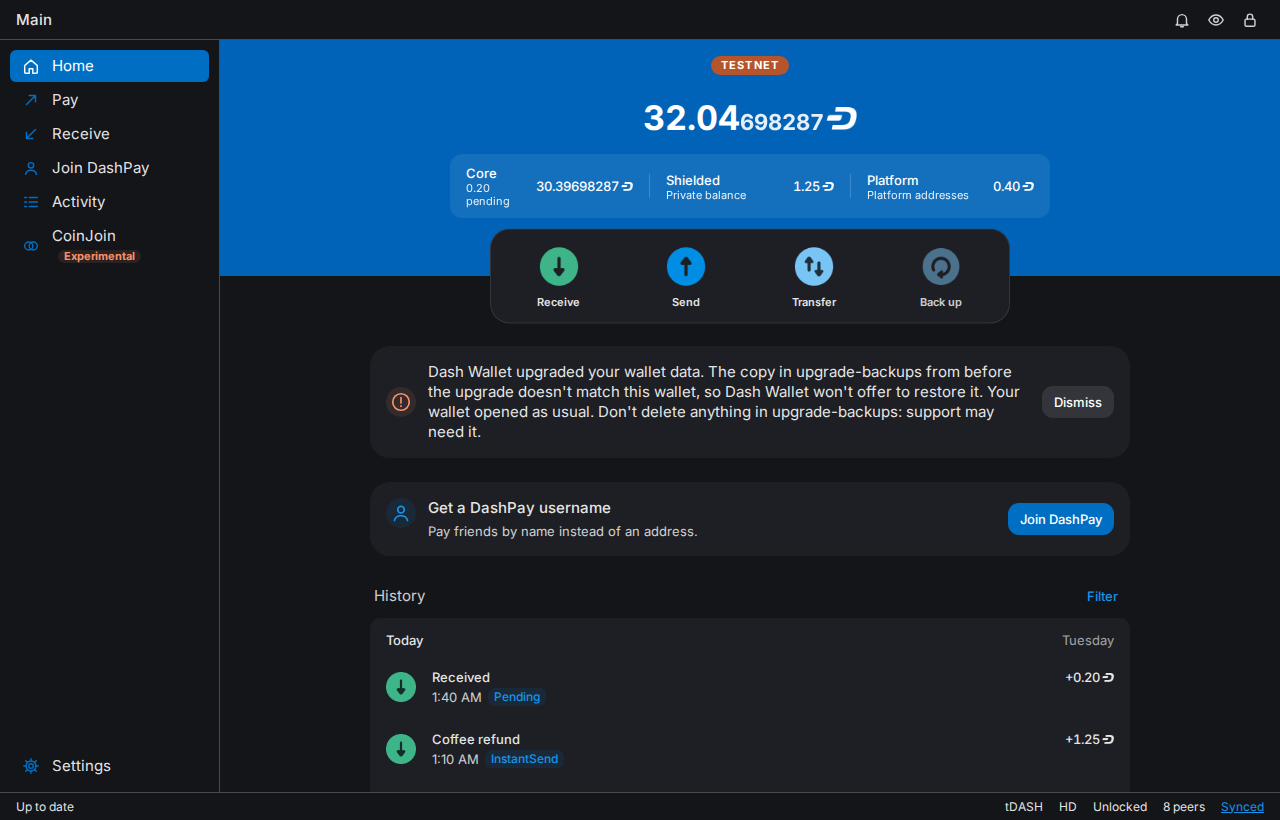 Main
Home
Pay
Receive
Join DashPay
Activity
CoinJoin
Experimental
Settings
TESTNET
32.04698287
Core
0.20
pending
30.39698287
Shielded
Private balance
1.25
Platform
Platform addresses
0.40
Receive
Send
Transfer
Back up
Dash Wallet upgraded your wallet data. The copy in upgrade-backups from before
the upgrade doesn't match this wallet, so Dash Wallet won't offer to restore it. Your
wallet opened as usual. Don't delete anything in upgrade-backups: support may
need it.
Dismiss
Get a DashPay username
Pay friends by name instead of an address.
Join DashPay
History
Filter
Today
Tuesday
Received
+0.20
1:40 AM Pending
Coffee refund
+1.25
1:10 AM InstantSend
Up to date
tDASH HD Unlocked 8 peers Synced